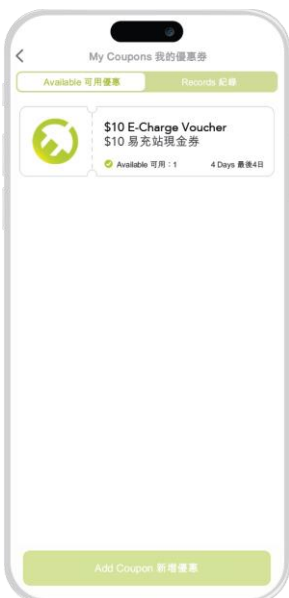 My Coupons 我的優惠券
Available 可用優惠
Records 紀錄
$10 E-Charge Voucher
$10 易充站現金券
Available 可用：1
4 Days 最後4日
Add Coupon 新增優惠